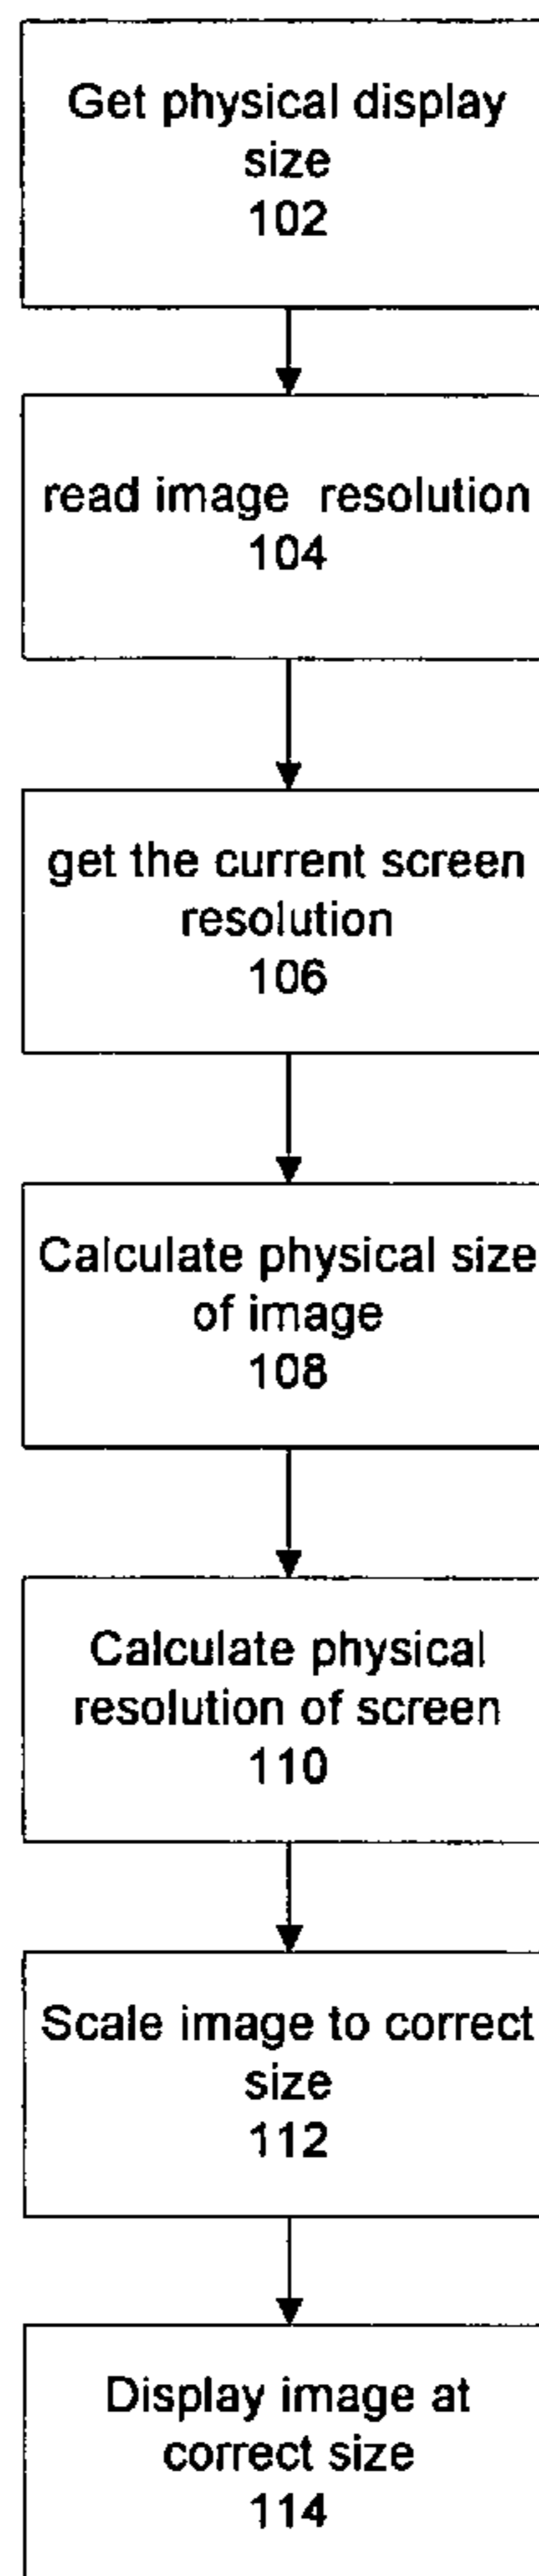 Get physical display
size
102
read image resolution
104
get the current screen
resolution
106
Calculate physical size
of image
108
Calculate physical
resolution of screen
110
Scale image to correct
size
112
Display image at
correct size
114